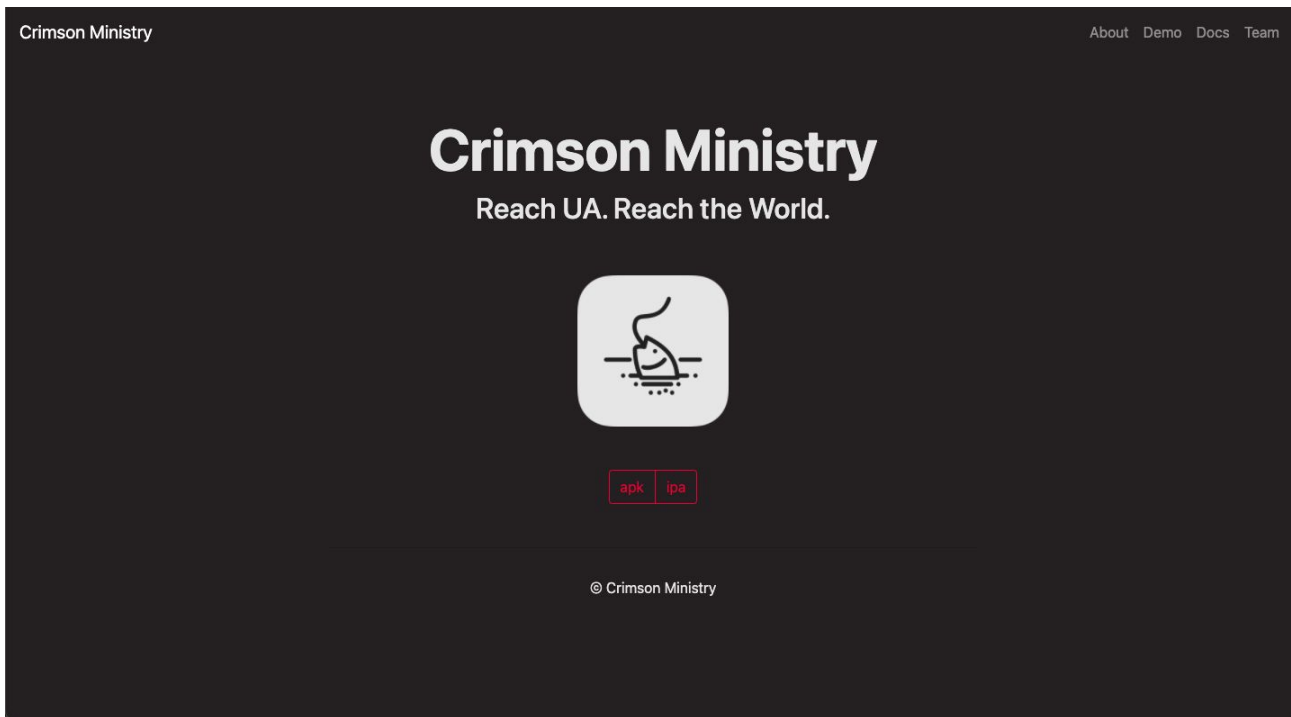 Crimson Ministry
About Demo Docs Team
Crimson Ministry
Reach UA. Reach the World.
apk ipa
© Crimson Ministry